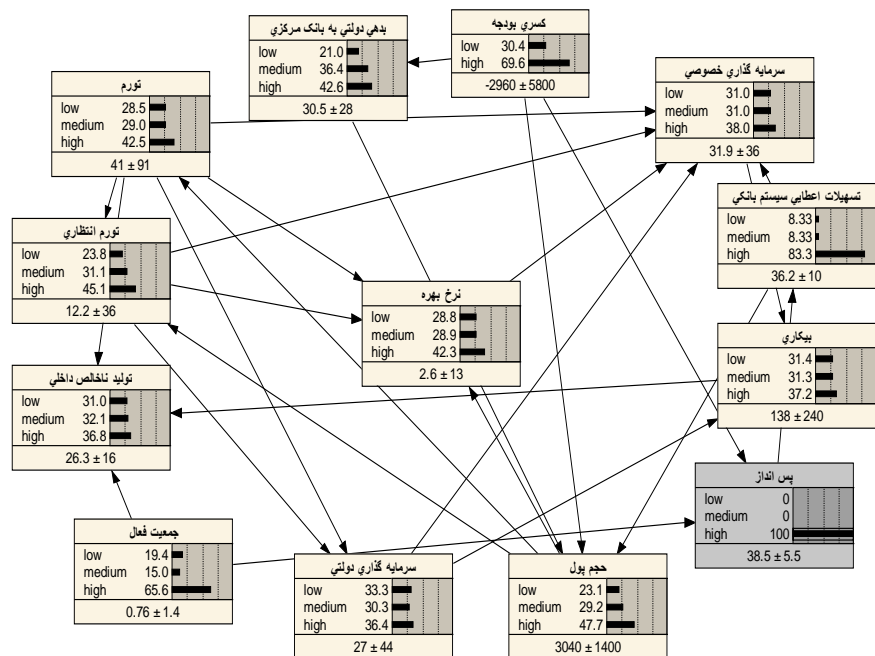 بدهي دولتي به بانک مرکزي
low 21.0
medium 36.4
high 42.6
30.5 ± 28
کسري بودجه
low 30.4
high 69.6
-2960 ± 5800
سرمايه گذاري خصوصي
low 31.0
medium 31.0
high 38.0
31.9 ± 36
تورم
low 28.5
medium 29.0
high 42.5
41 ± 91
تسهيلات اعطايي سيستم بانکي
low 8.33
medium 8.33
high 83.3
36.2 ± 10
تورم انتظاري
low 23.8
medium 31.1
high 45.1
12.2 ± 36
نرخ بهره
low 28.8
medium 28.9
high 42.3
2.6 ± 13
بيکاري
low 31.4
medium 31.3
high 37.2
138 ± 240
توليد ناخالص داخلي
low 31.0
medium 32.1
high 36.8
26.3 ± 16
پس انداز
low 0
medium 0
high 100
38.5 ± 5.5
جمعيت فعال
low 19.4
medium 15.0
high 65.6
0.76 ± 1.4
سرمايه گذاري دولتي
low 33.3
medium 30.3
high 36.4
27 ± 44
حجم پول
low 23.1
medium 29.2
high 47.7
3040 ± 1400